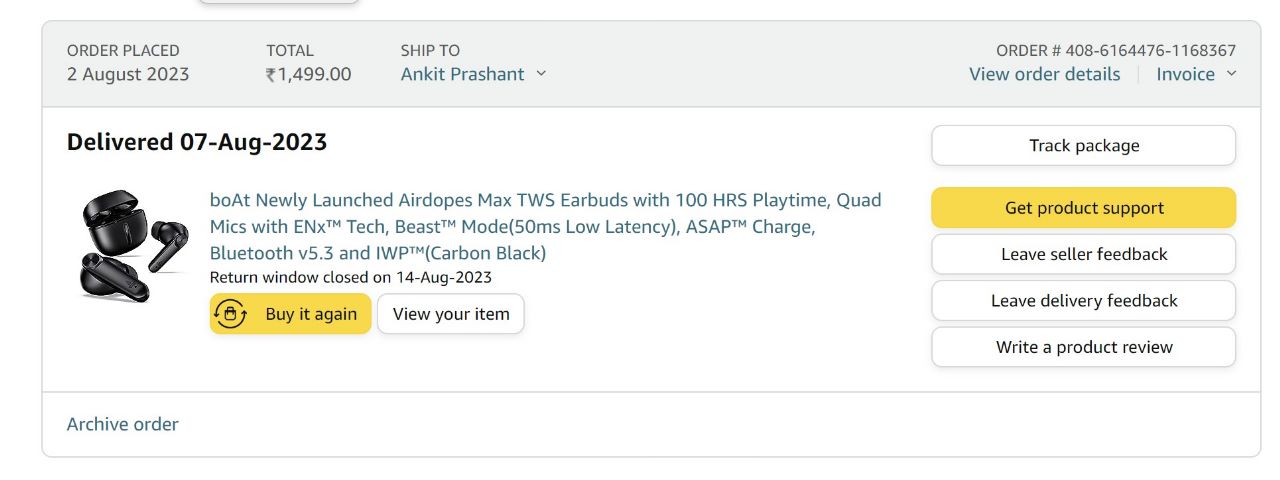 ORDER PLACED
2 August 2023
TOTAL
₹1,499.00
SHIP TO
Ankit Prashant
ORDER # 408-6164476-1168367
View order details
Invoice
Delivered 07-Aug-2023
boAt Newly Launched Airdopes Max TWS Earbuds with 100 HRS Playtime, Quad
Mics with ENx™ Tech, Beast™ Mode(50ms Low Latency), ASAP™ Charge,
Bluetooth v5.3 and IWP™(Carbon Black)
Return window closed on 14-Aug-2023
Buy it again
View your item
Track package
Get product support
Leave seller feedback
Leave delivery feedback
Write a product review
Archive order